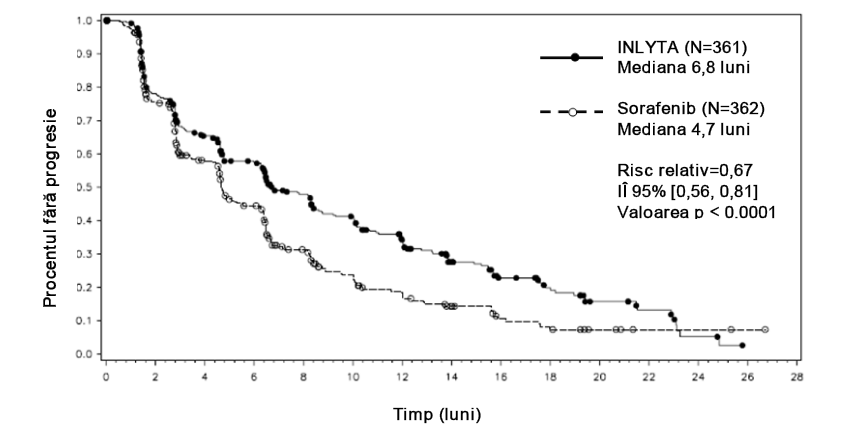 1.0
0.9
0.8
0.7
0.6
0.5
0.4
0.3
0.2
0.1
0.0
Procentul fără progresie
INLYTA (N=361)
Mediana 6,8 luni
Sorafenib (N=362)
Mediana 4,7 luni
Risc relativ=0,67
IÎ 95% [0,56, 0,81]
Valoarea p < 0.0001
0 2 4 6 8 10 12 14 16 18 20 22 24 26 28
Timp (luni)